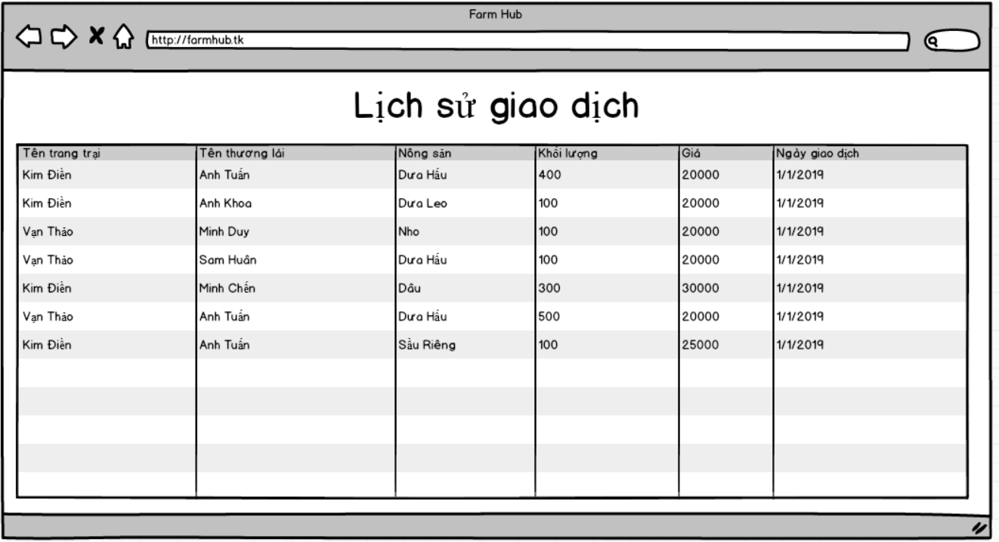 Farm Hub
http://farmhub.tk
Lịch sử giao dịch
Tên trang trại Tên thương lái Nông sản Khối lượng Giá Ngày giao dịch
Kim Điền Anh Tuấn Dưa Hấu 400 20000 1/1/2019
Kim Điền Anh Khoa Dưa Leo 100 20000 1/1/2019
Vạn Thảo Minh Duy Nho 100 20000 1/1/2019
Vạn Thảo Sam Huân Dưa Hấu 100 20000 1/1/2019
Kim Điền Minh Chến Dâu 300 30000 1/1/2019
Vạn Thảo Anh Tuấn Dưa Hấu 500 20000 1/1/2019
Kim Điền Anh Tuấn Sầu Riêng 100 25000 1/1/2019